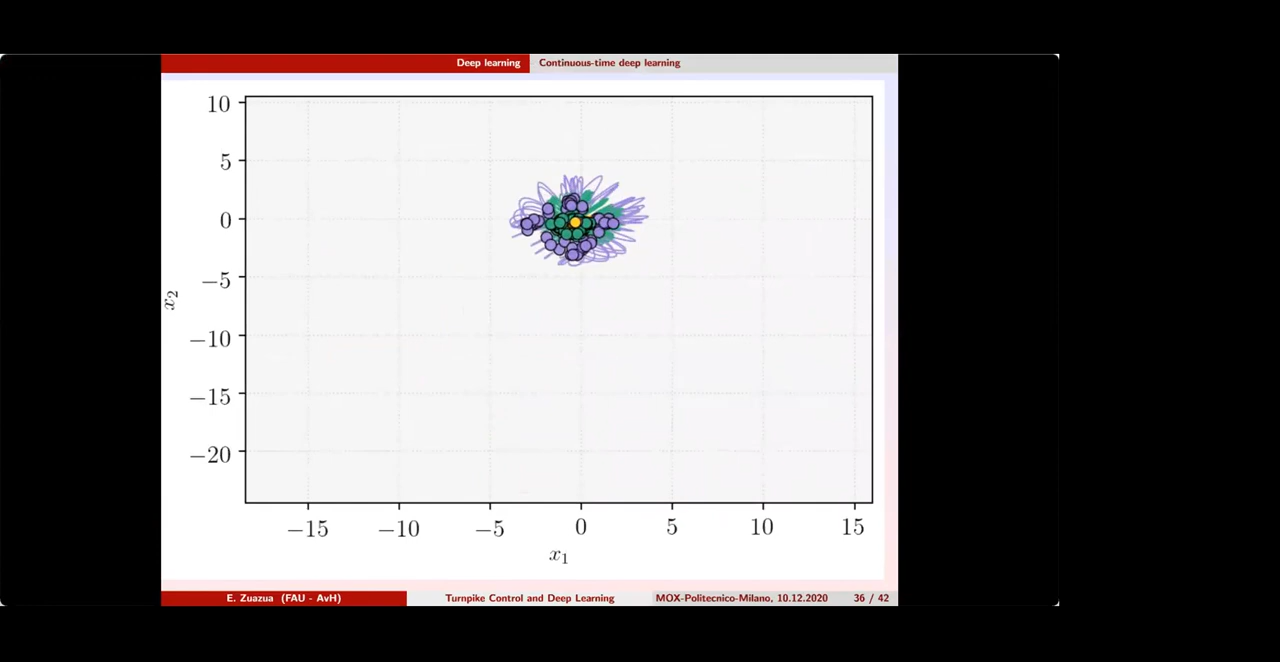 Deep learning Continuous-time deep learning
10
5
0
−5
−10
−15
−20
x2
−15 −10 −5 0 5 10 15
x1
E. Zuazua (FAU - AvH) Turnpike Control and Deep Learning MOX-Politecnico-Milano, 10.12.2020 36 / 42